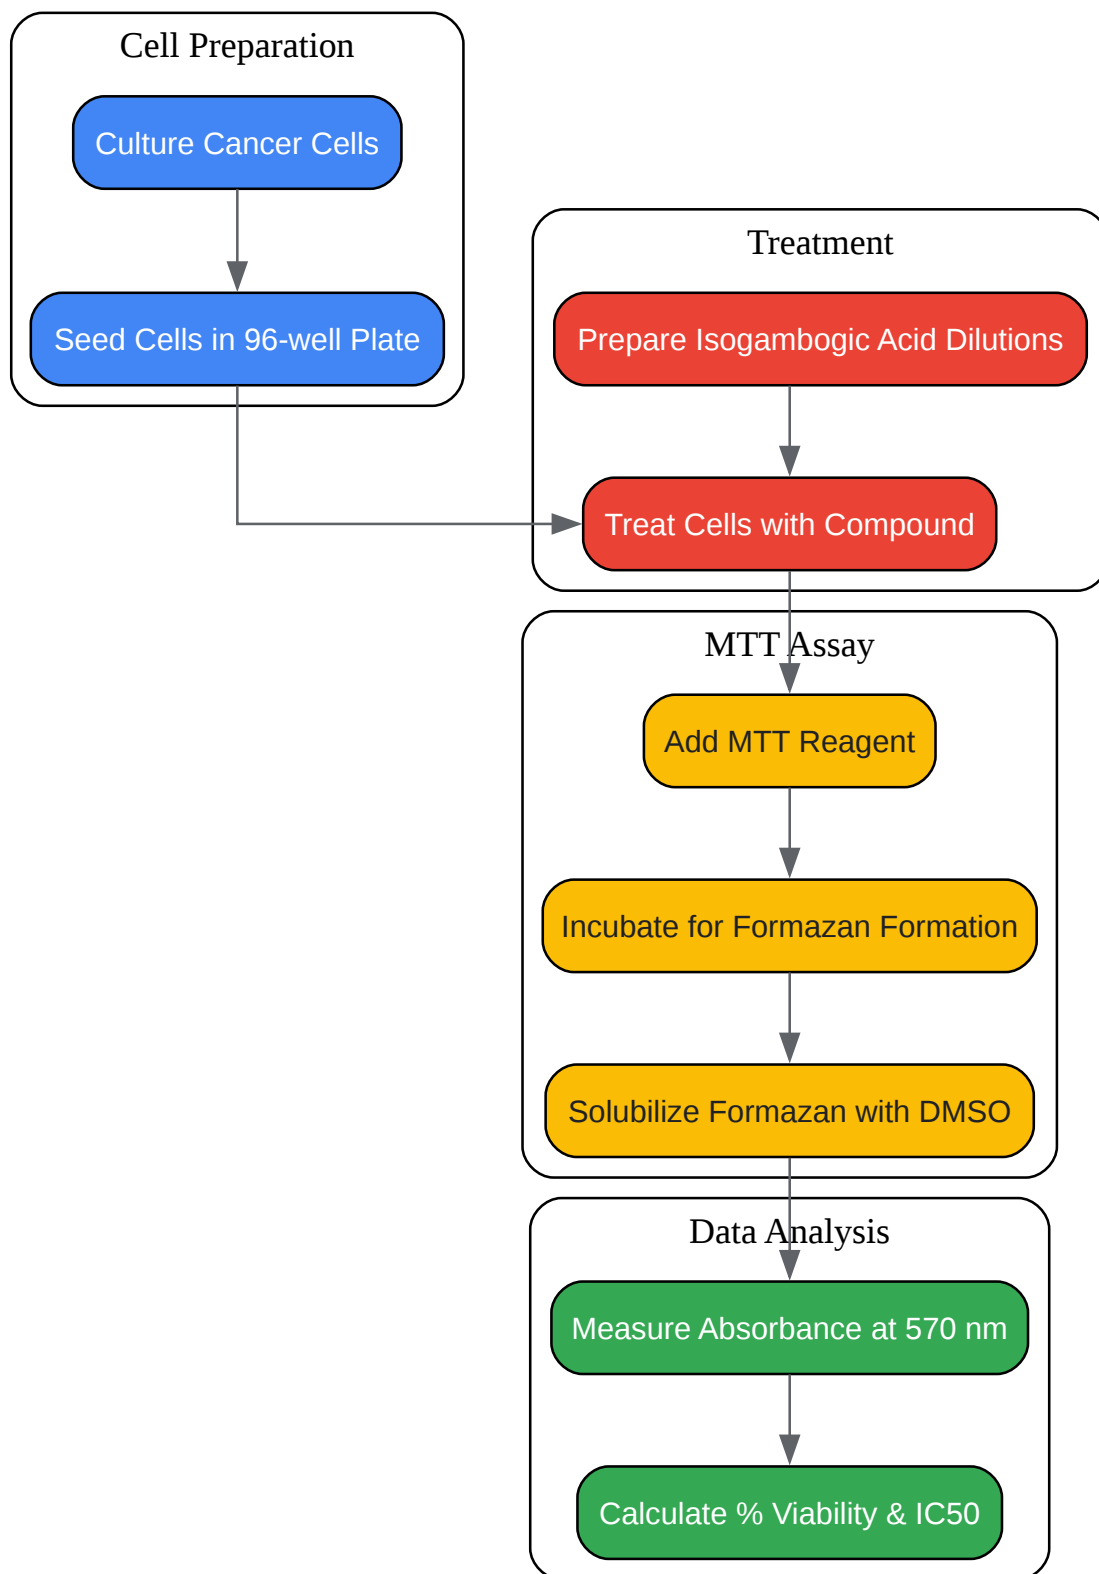 Cell Preparation
Culture Cancer Cells
Seed Cells in 96-well Plate
Treatment
Prepare Isogambogic Acid Dilutions
Treat Cells with Compound
MTT Assay
Add MTT Reagent
Incubate for Formazan Formation
Solubilize Formazan with DMSO
Data Analysis
Measure Absorbance at 570 nm
Calculate % Viability & IC50